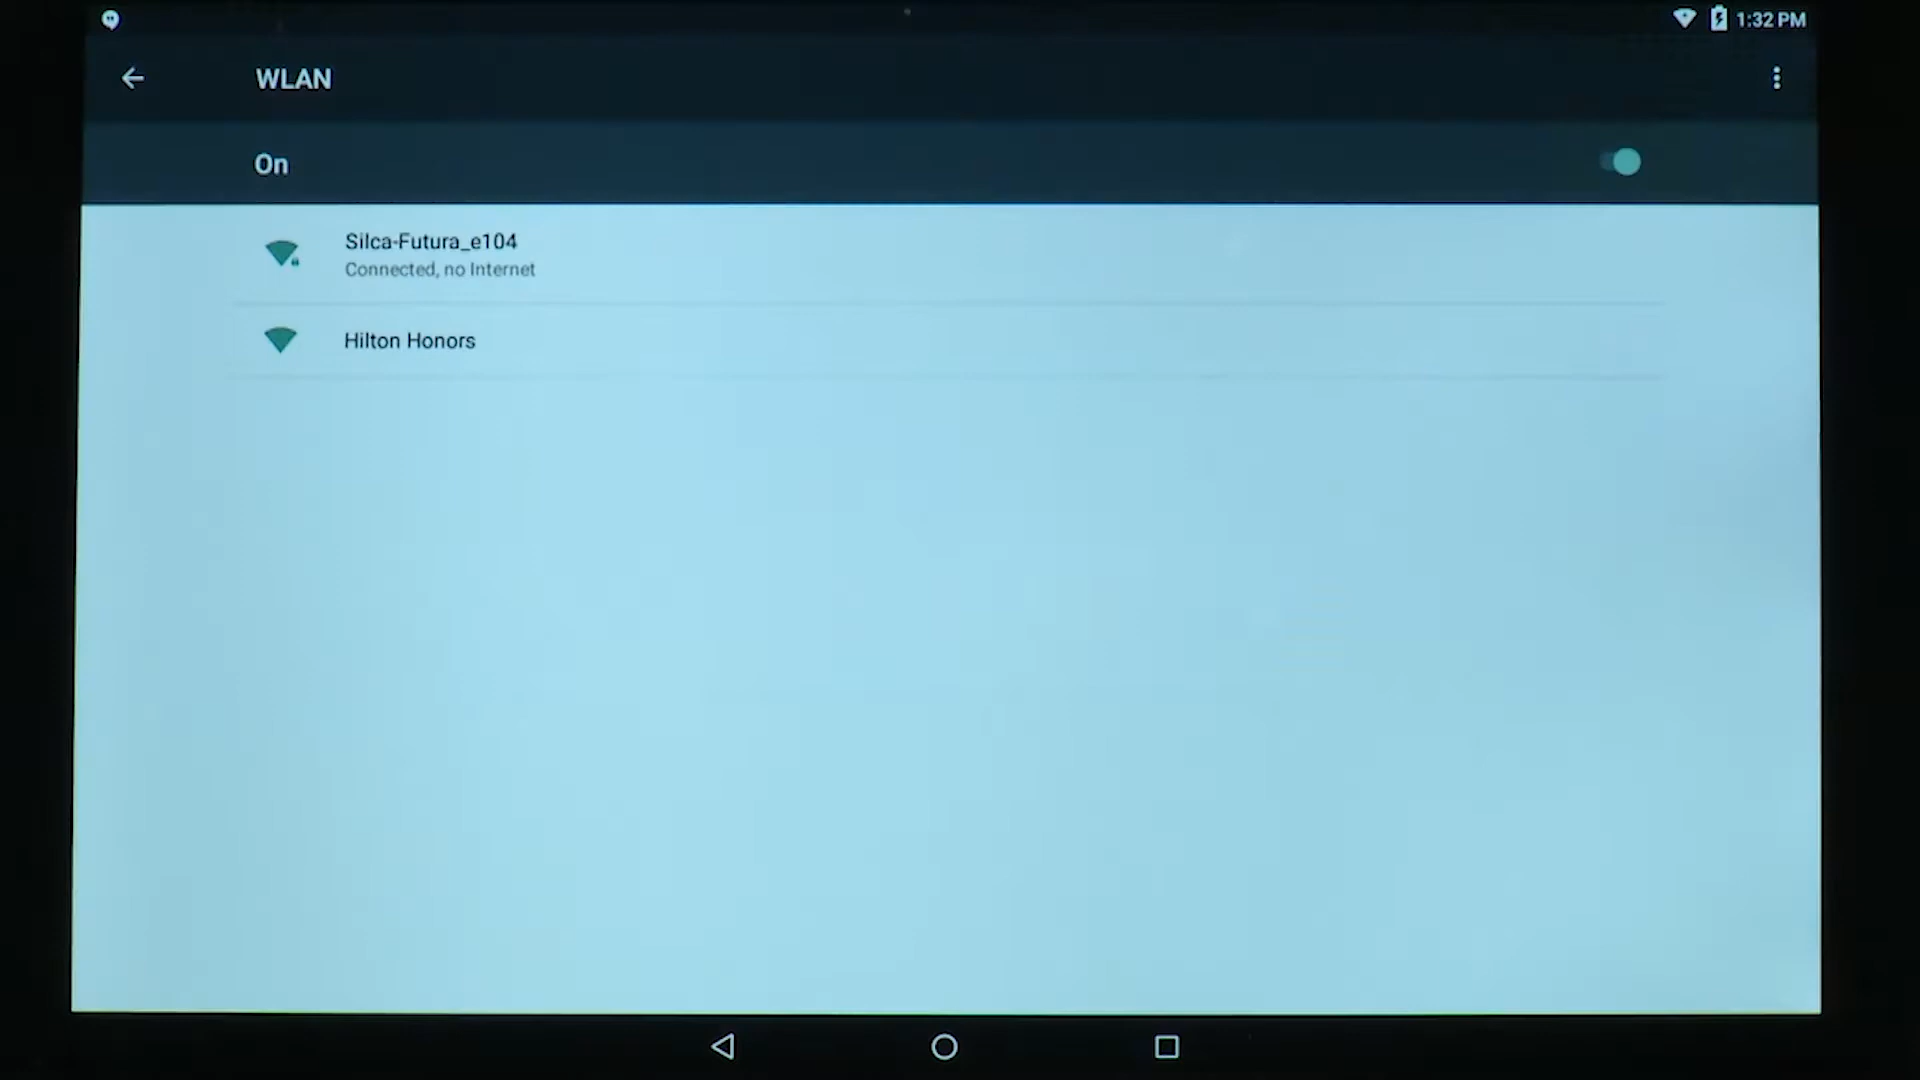 1:32 PM
WLAN
On
Silca-Futura_e104
Connected, no Internet
Hilton Honors